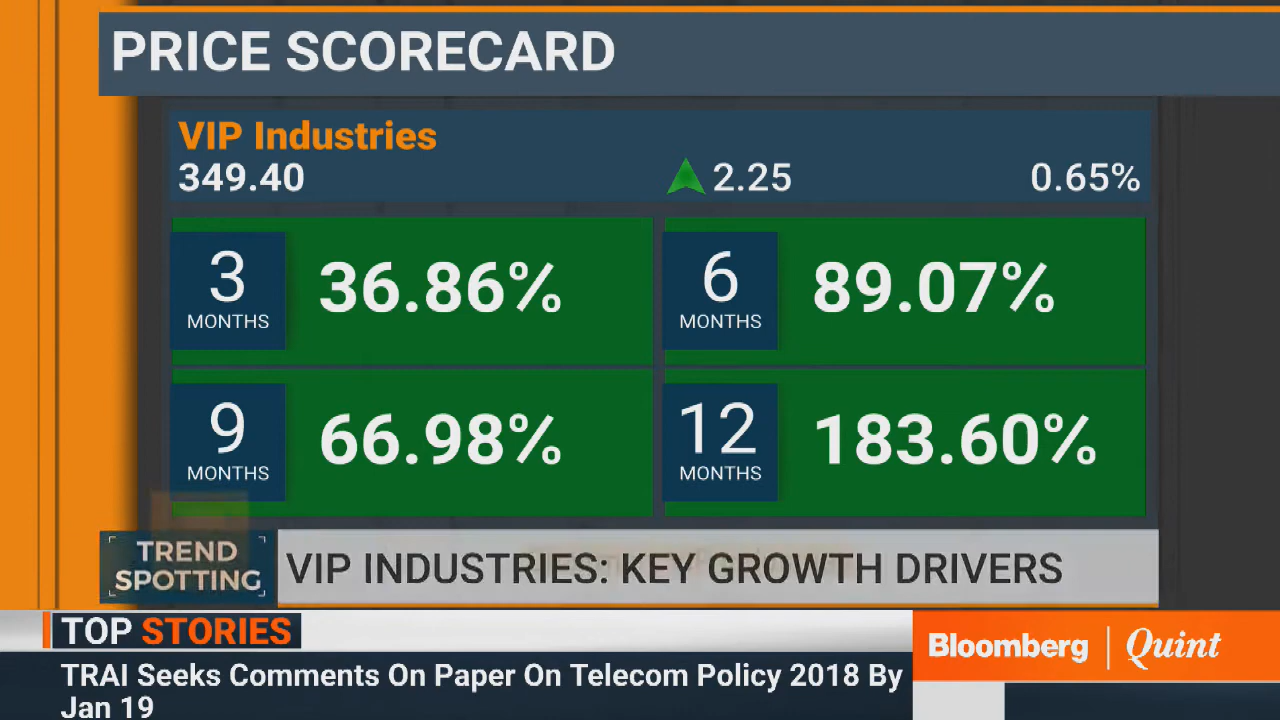 PRICE SCORECARD
VIP Industries
349.40 2.25 0.65%
3 MONTHS 36.86%
6 MONTHS 89.07%
9 MONTHS 66.98%
12 MONTHS 183.60%
TREND
SPOTTING
VIP INDUSTRIES: KEY GROWTH DRIVERS
TOP STORIES
Bloomberg | Quint
TRAI Seeks Comments On Paper On Telecom Policy 2018 By
Jan 19